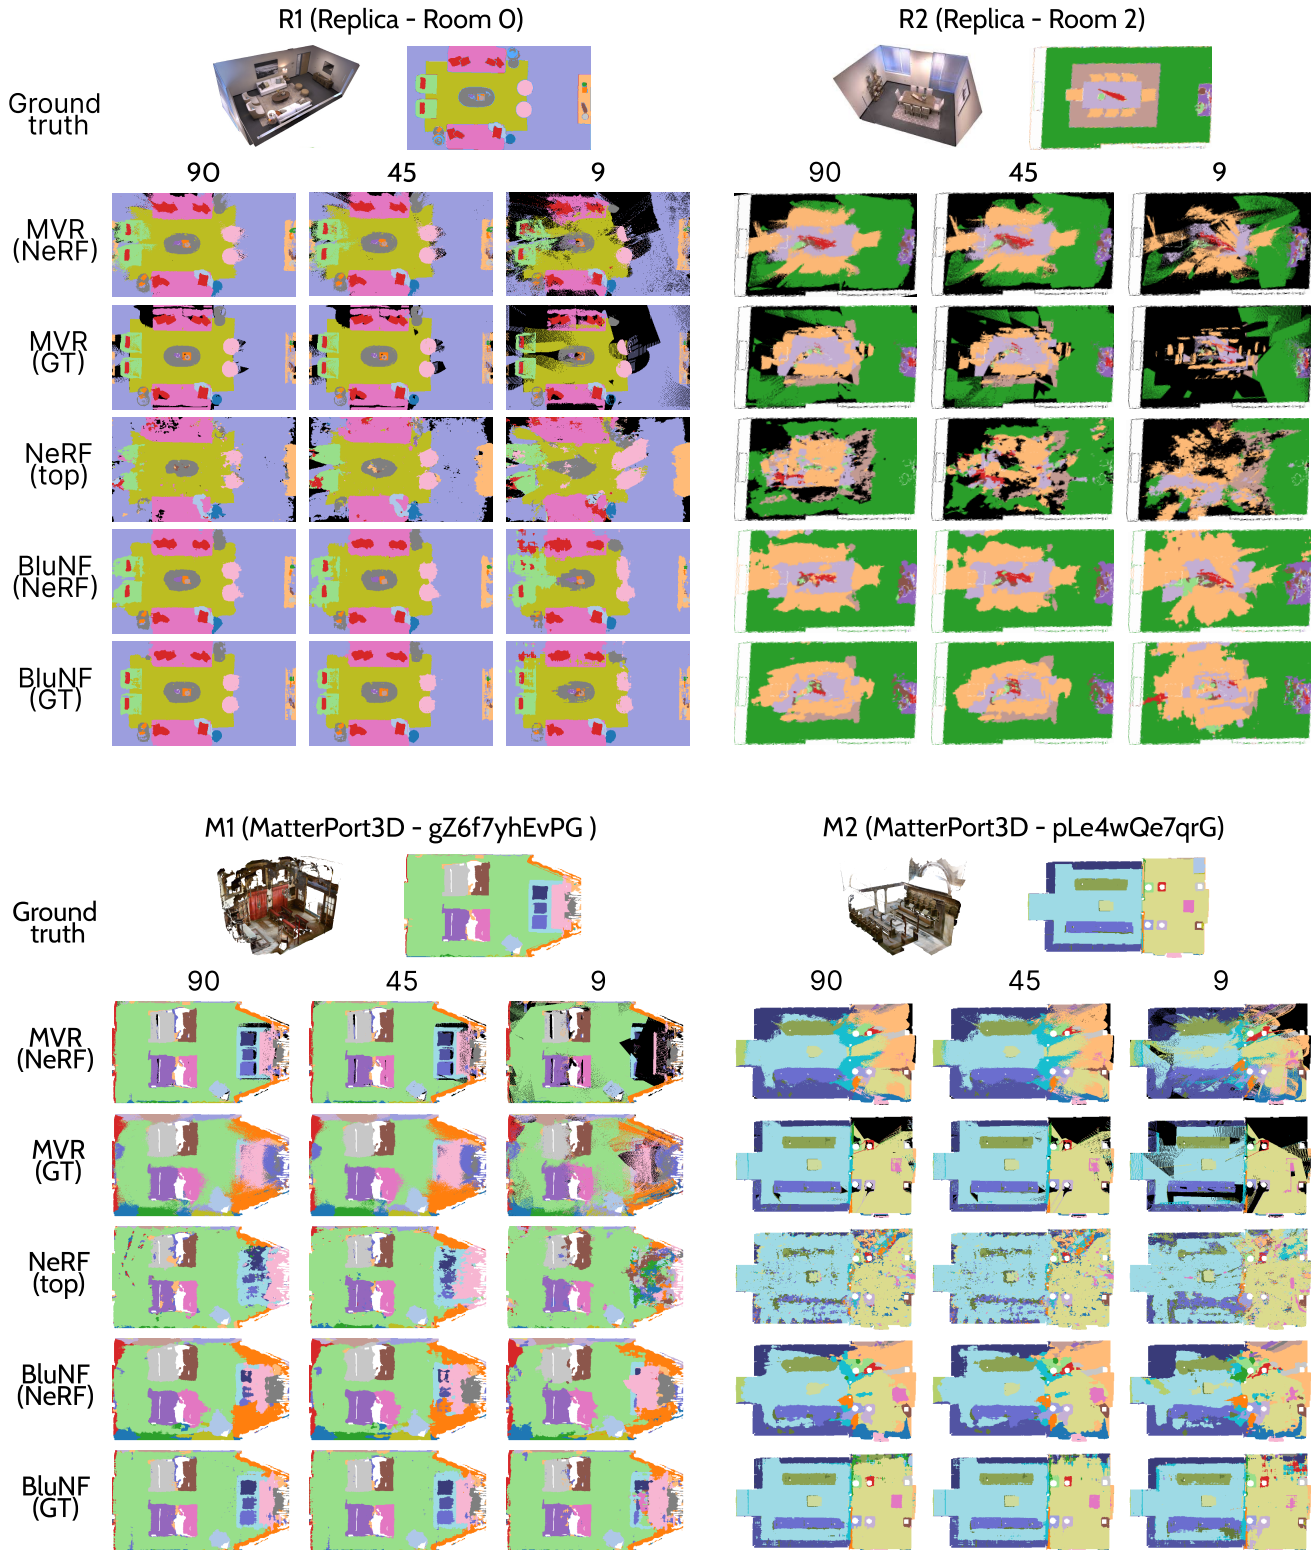 R1 (Replica - Room 0)
R2 (Replica - Room 2)
Ground
truth
90
45
9
90
45
9
MVR
(NeRF)
MVR
(GT)
NeRF
(top)
BluNF
(NeRF)
BluNF
(GT)
M1 (MatterPort3D - gZ6f7yhEvPG )
M2 (MatterPort3D - pLe4wQe7qrG)
Ground
truth
90
45
9
90
45
9
MVR
(NeRF)
MVR
(GT)
NeRF
(top)
BluNF
(NeRF)
BluNF
(GT)